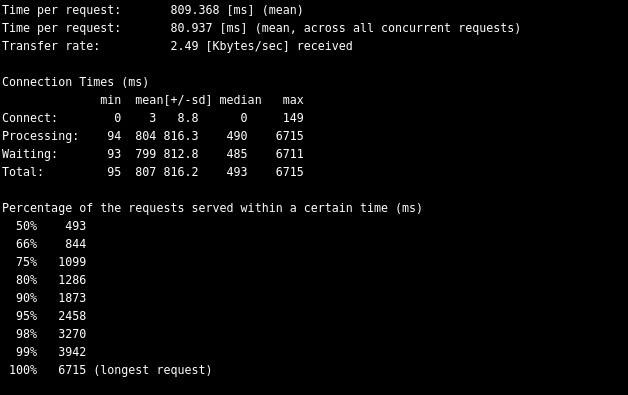 Time per request:       809.368 [ms] (mean)
Time per request:       80.937 [ms] (mean, across all concurrent requests)
Transfer rate:          2.49 [Kbytes/sec] received

Connection Times (ms)
              min  mean[+/-sd] median   max
Connect:        0    3   8.8      0     149
Processing:    94  804 816.3    490    6715
Waiting:       93  799 812.8    485    6711
Total:         95  807 816.2    493    6715

Percentage of the requests served within a certain time (ms)
  50%    493
  66%    844
  75%   1099
  80%   1286
  90%   1873
  95%   2458
  98%   3270
  99%   3942
 100%   6715 (longest request)